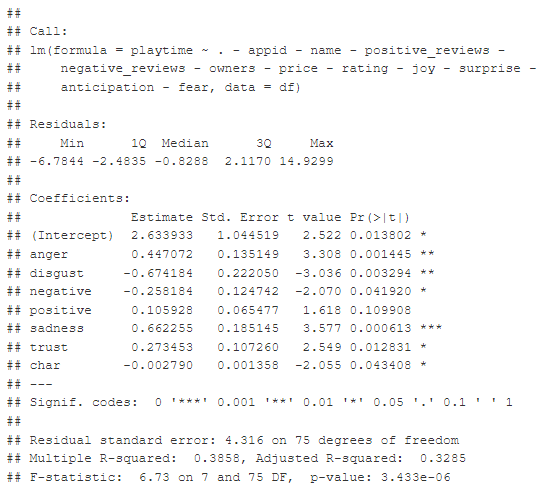 ##
## Call:
## lm(formula = playtime ~ . - appid - name - positive_reviews -
##     negative_reviews - owners - price - rating - joy - surprise -
##     anticipation - fear, data = df)
##
## Residuals:
##     Min      1Q  Median      3Q     Max
## -6.7844 -2.4835 -0.8288  2.1170 14.9299
##
## Coefficients:
##              Estimate Std. Error t value Pr(>|t|)
## (Intercept)  2.633933   1.044519   2.522 0.013802 *
## anger        0.447072   0.135149   3.308 0.001445 **
## disgust     -0.674184   0.222050  -3.036 0.003294 **
## negative    -0.258184   0.124742  -2.070 0.041920 *
## positive     0.105928   0.065477   1.618 0.109908
## sadness      0.662255   0.185145   3.577 0.000613 ***
## trust        0.273453   0.107260   2.549 0.012831 *
## char        -0.002790   0.001358  -2.055 0.043408 *
## ---
## Signif. codes:  0 '***' 0.001 '**' 0.01 '*' 0.05 '.' 0.1 ' ' 1
##
## Residual standard error: 4.316 on 75 degrees of freedom
## Multiple R-squared:  0.3858, Adjusted R-squared:  0.3285
## F-statistic:  6.73 on 7 and 75 DF,  p-value: 3.433e-06